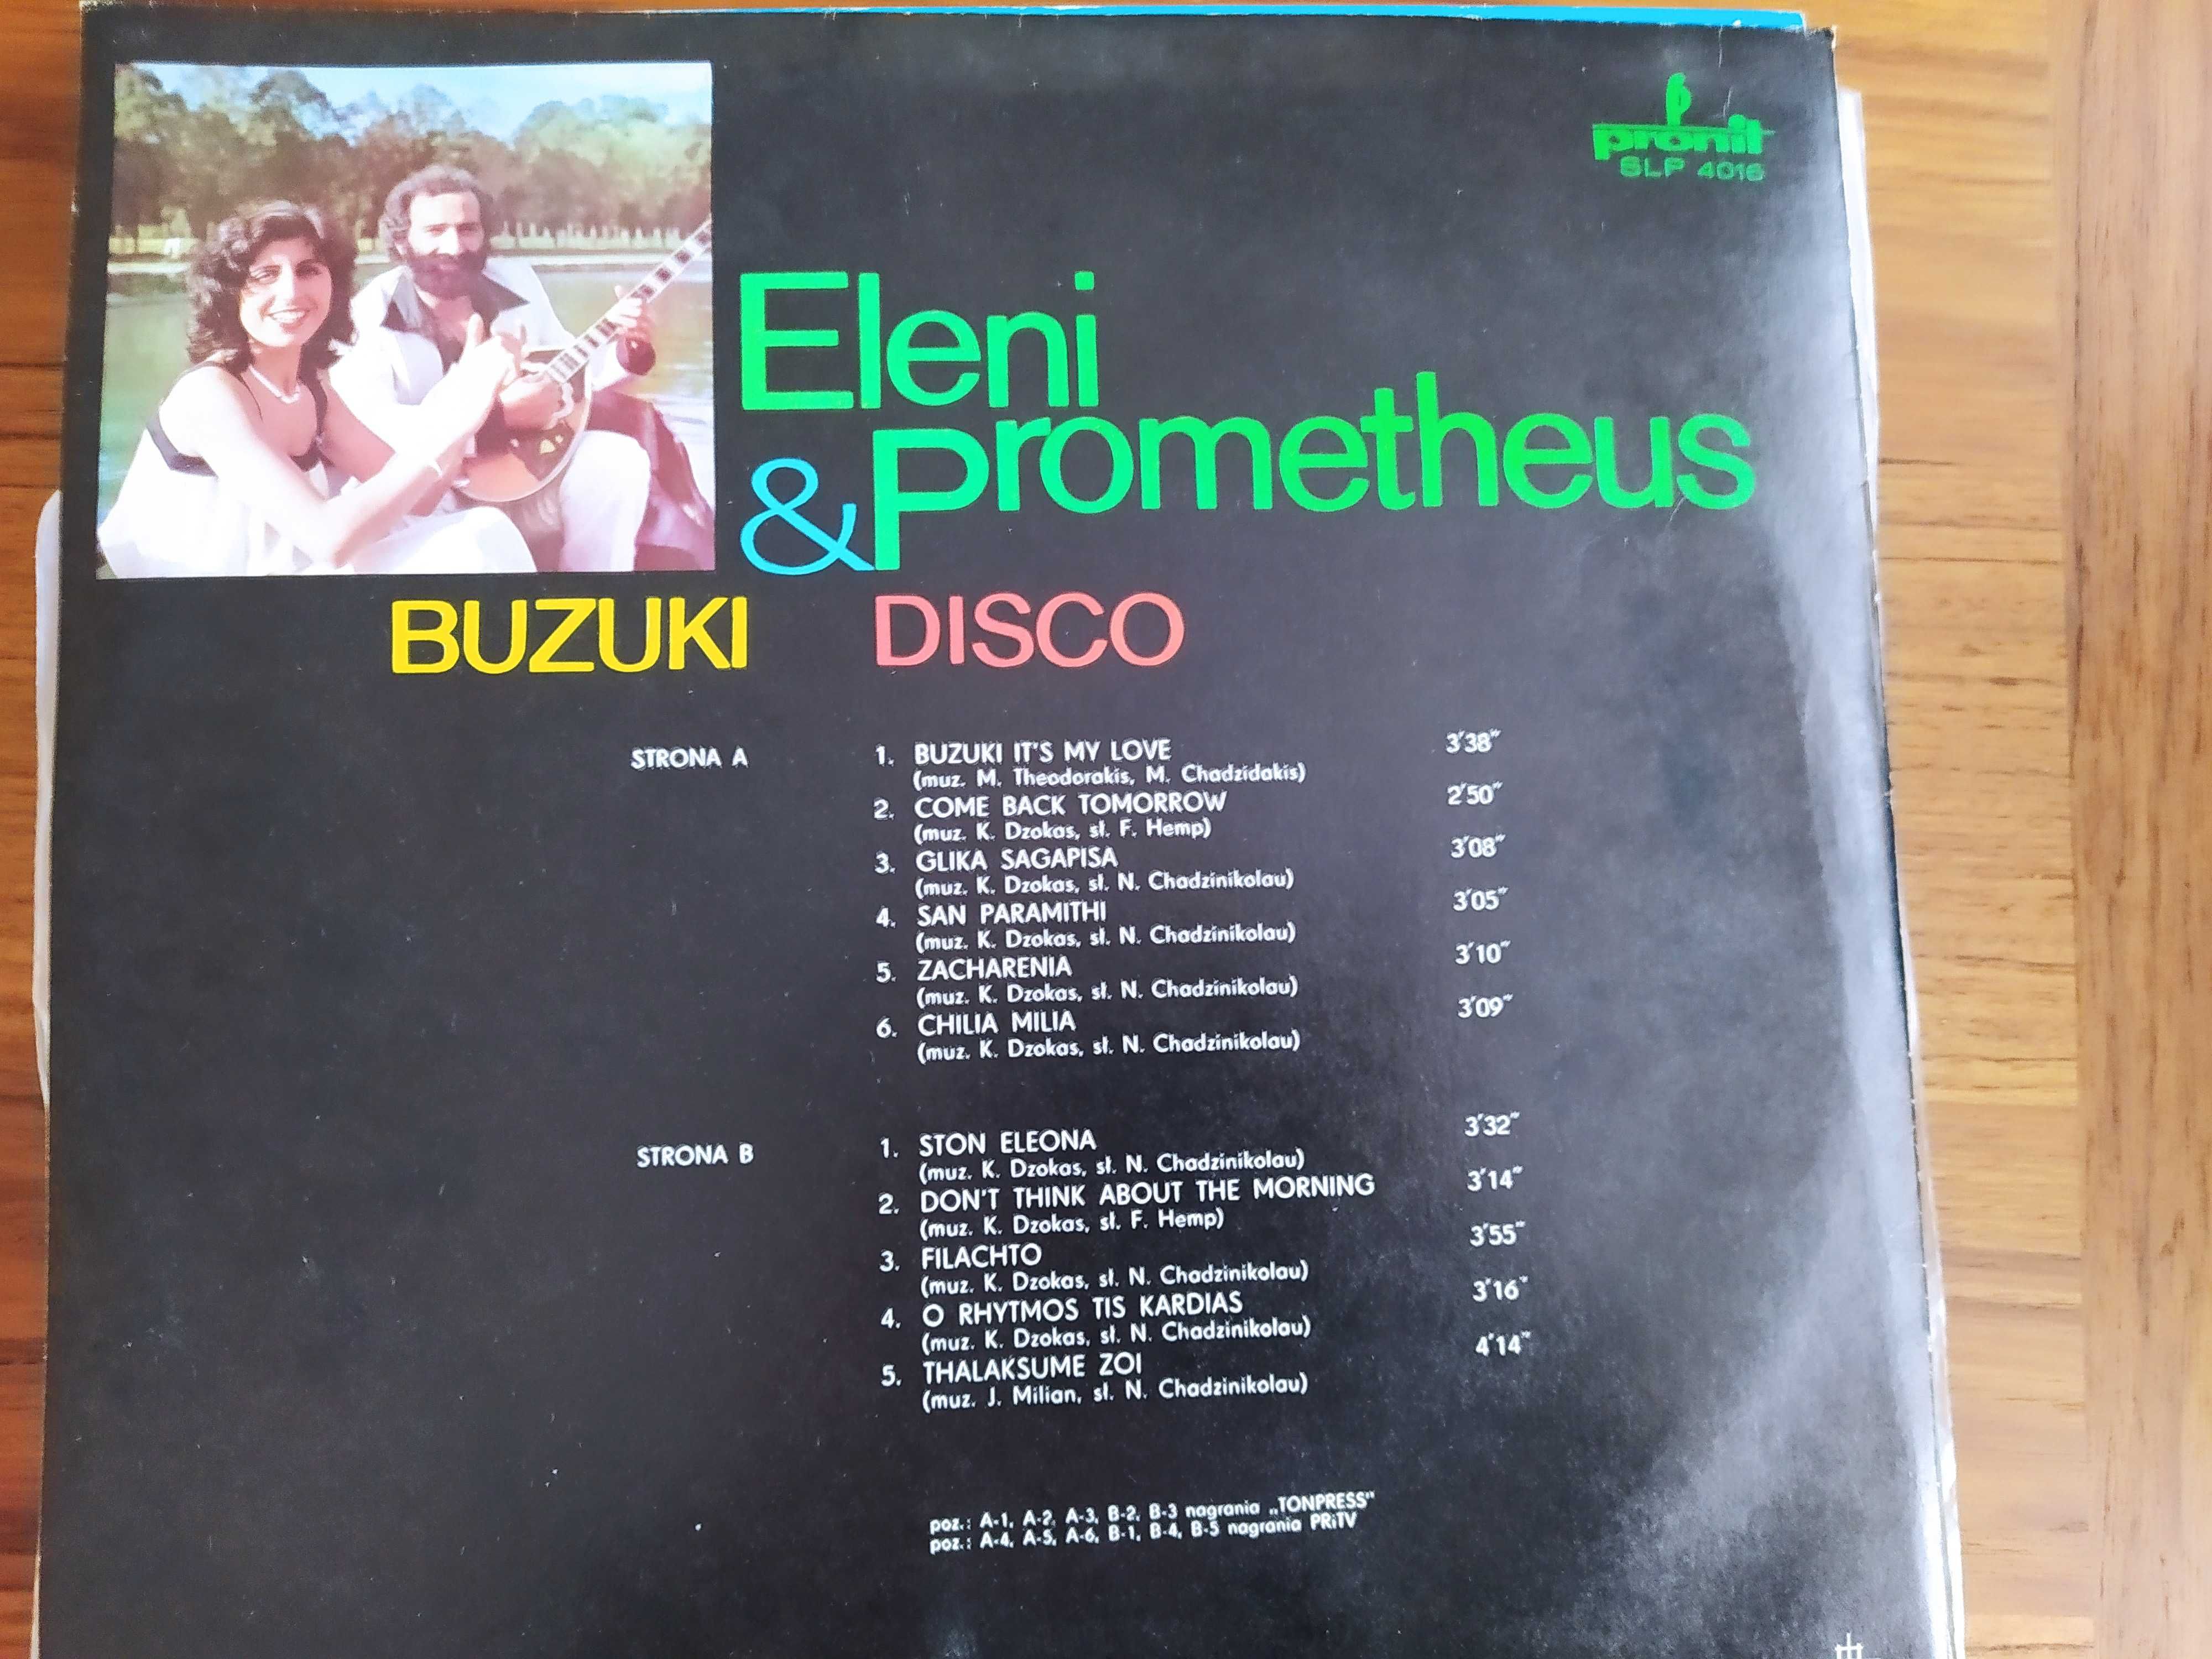 pronit
SLP 4016
Eleni
& Prometheus
BUZUKI DISCO
STRONA A
1. BUZUKI IT'S MY LOVE 3'38"
(muz. M. Theodorakis, M. Chadzidakis)
2. COME BACK TOMORROW 2'50"
(muz. K. Dzokas, sł. F. Hemp)
3. GLIKA SAGAPISA 3'08"
(muz. K. Dzokas, sł. N. Chadzinikolau)
4. SAN PARAMITHI 3'05"
(muz. K. Dzokas, sł. N. Chadzinikolau)
5. ZACHARENIA 3'10"
(muz. K. Dzokas, sł. N. Chadzinikolau)
6. CHILIA MILIA 3'09"
(muz. K. Dzokas, sł. N. Chadzinikolau)
STRONA B
1. STON ELEONA 3'32"
(muz. K. Dzokas, sł. N. Chadzinikolau)
2. DON'T THINK ABOUT THE MORNING 3'14"
(muz. K. Dzokas, sł. F. Hemp)
3. FILACHTO 3'55"
(muz. K. Dzokas, sł. N. Chadzinikolau)
4. O RHYTMOS TIS KARDIAS 3'16"
(muz. K. Dzokas, sł. N. Chadzinikolau)
5. THALAKSUME ZOI 4'14"
(muz. J. Milian, sł. N. Chadzinikolau)
poz.: A-1, A-2, A-3, B-2, B-3 nagrania „TONPRESS"
poz.: A-4, A-5, A-6, B-1, B-4, B-5 nagrania PRiTV